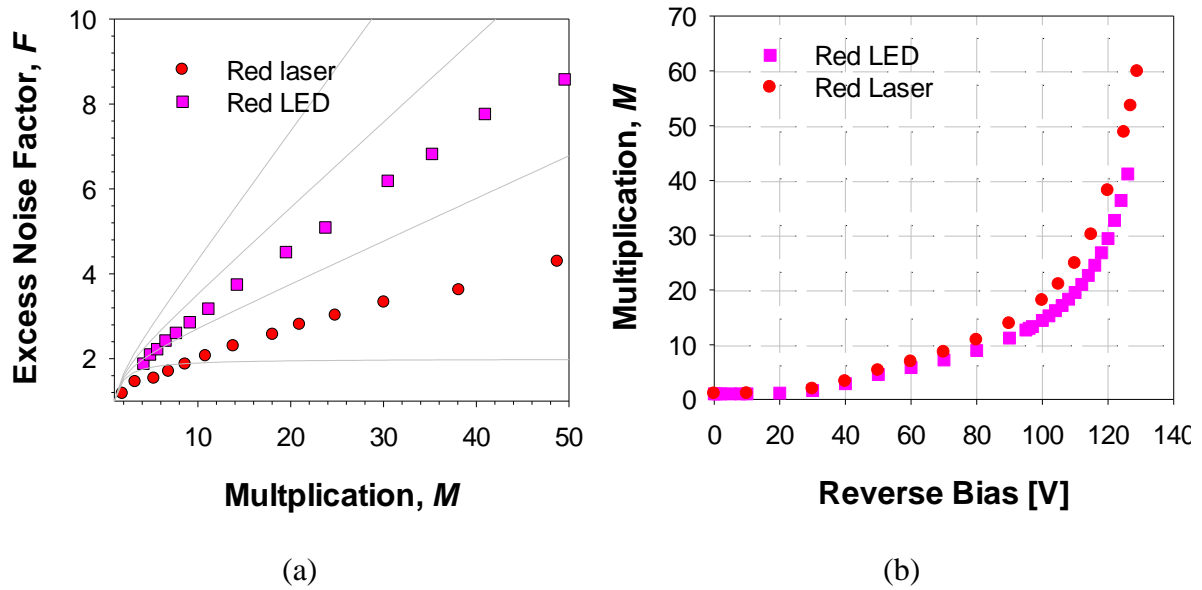 10
8
6
4
2
Excess Noise Factor, F
Red laser
Red LED
10 20 30 40 50
Multplication, M
(a)
70
60
50
40
30
20
10
0
Multiplication, M
Red LED
Red Laser
0 20 40 60 80 100 120 140
Reverse Bias [V]
(b)